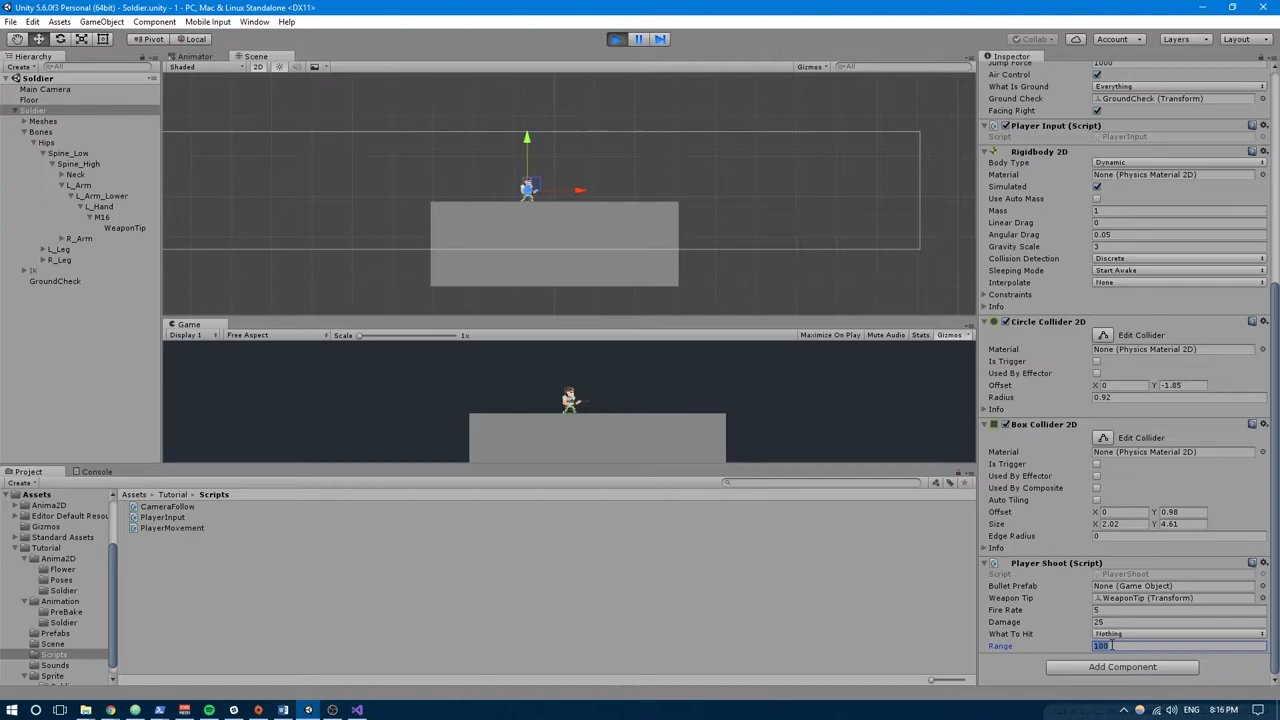 Unity 5.6.0f3 Personal (64bit) - Soldier.unity - 1 - PC, Mac & Linux Standalone <DX11>
File Edit Assets GameObject Component Mobile Input Window Help
Pivot Local Collab Account Layers Layout
Hierarchy
Create All
Soldier
Main Camera
Floor
Soldier
Meshes
Bones
Hips
Spine_Low
Spine_High
Neck
L_Arm
L_Arm_Lower
L_Hand
M16
WeaponTip
R_Arm
L_Leg
R_Leg
IK
GroundCheck
Animator Scene
Shaded 2D Gizmos All
Game
Display 1 Free Aspect Scale 1x Maximize On Play Mute Audio Stats Gizmos
Project Console
Create
Assets
Anima2D
Editor Default Resou
Gizmos
Standard Assets
Tutorial
Anima2D
Flower
Poses
Soldier
Animation
PreBake
Soldier
Prefabs
Scene
Scripts
Sounds
Sprite
Assets Tutorial Scripts
CameraFollow
PlayerInput
PlayerMovement
Inspector
Jump Force 1000
Air Control
What Is Ground Everything
Ground Check GroundCheck (Transform)
Facing Right
Player Input (Script)
Script PlayerInput
Rigidbody 2D
Body Type Dynamic
Material None (Physics Material 2D)
Simulated
Use Auto Mass
Mass 1
Linear Drag 0
Angular Drag 0.05
Gravity Scale 3
Collision Detection Discrete
Sleeping Mode Start Awake
Interpolate None
Constraints
Info
Circle Collider 2D
Edit Collider
Material None (Physics Material 2D)
Is Trigger
Used By Effector
Offset X 0 Y -1.85
Radius 0.92
Info
Box Collider 2D
Edit Collider
Material None (Physics Material 2D)
Is Trigger
Used By Effector
Used By Composite
Auto Tiling
Offset X 0 Y 0.98
Size X 2.02 Y 4.61
Edge Radius 0
Info
Player Shoot (Script)
Script PlayerShoot
Bullet Prefab None (Game Object)
Weapon Tip WeaponTip (Transform)
Fire Rate 5
Damage 25
What To Hit Nothing
Range 100
Add Component
8:16 PM